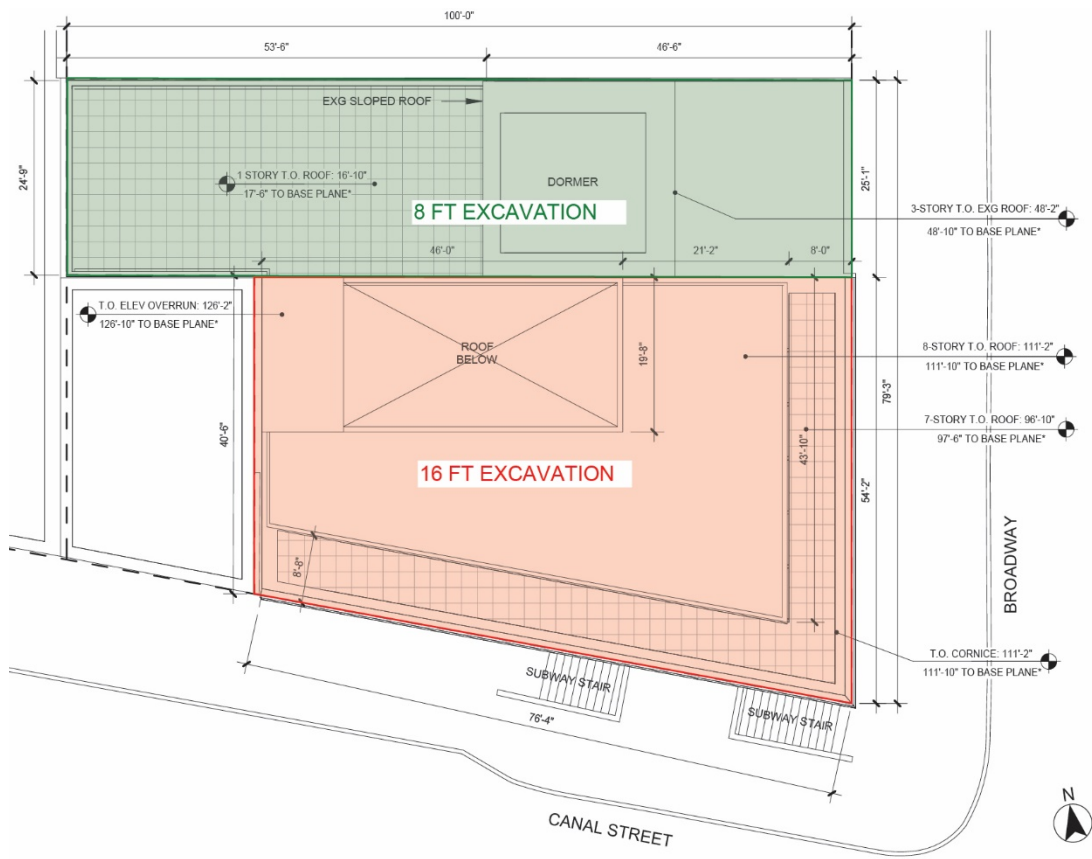 100'-0"
53'-6"
46'-6"
EXG SLOPED ROOF
24'-9"
25'-1"
1 STORY T.O. ROOF: 16'-10"
17'-6" TO BASE PLANE*
DORMER
8 FT EXCAVATION
3-STORY T.O. EXG ROOF: 48'-2"
48'-10" TO BASE PLANE*
46'-0"
21'-2"
8'-0"
T.O. ELEV OVERRUN: 126'-2"
126'-10" TO BASE PLANE*
ROOF
BELOW
19'-8"
8-STORY T.O. ROOF: 111'-2"
111'-10" TO BASE PLANE*
79'-3"
7-STORY T.O. ROOF: 96'-10"
97'-6" TO BASE PLANE*
40'-6"
43'-10"
16 FT EXCAVATION
54'-2"
8'-8"
BROADWAY
T.O. CORNICE: 111'-2"
111'-10" TO BASE PLANE*
SUBWAY STAIR
SUBWAY STAIR
76'-4"
CANAL STREET
N